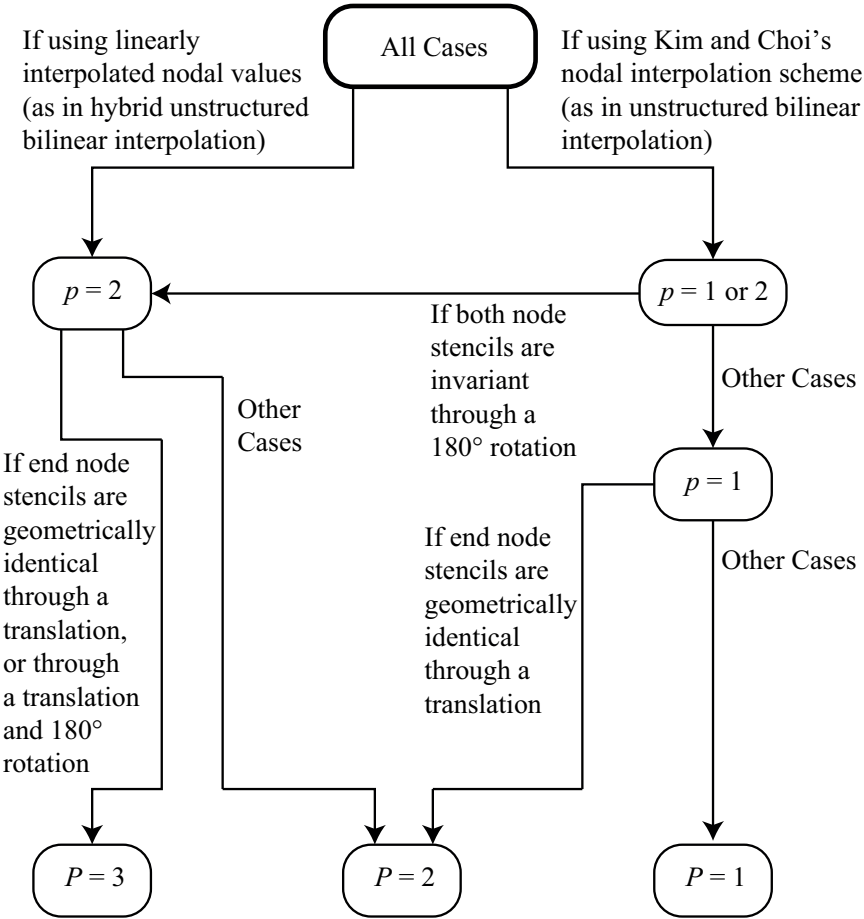 If using linearly
interpolated nodal values
(as in hybrid unstructured
bilinear interpolation)
All Cases
If using Kim and Choi's
nodal interpolation scheme
(as in unstructured bilinear
interpolation)
p = 2
p = 1 or 2
If both node
stencils are
invariant
through a
180° rotation
Other Cases
Other
Cases
p = 1
If end node
stencils are
geometrically
identical
through a
translation,
or through
a translation
and 180°
rotation
If end node
stencils are
geometrically
identical
through a
translation
Other Cases
P = 3
P = 2
P = 1